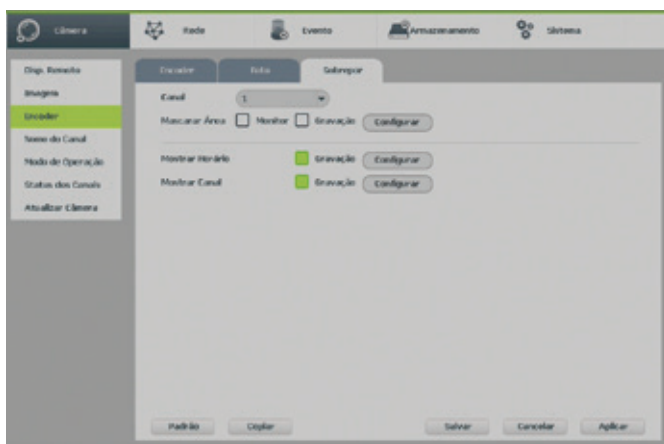 Câmera Rede Evento Armazenamento Sistema
Disp. Remoto
Imagem
Encoder
Nome do Canal
Modo de Operação
Status dos Canais
Atualizar Câmera
Encoder Foto Sobrepor
Canal 1
Mascarar Área Monitor Gravação Configurar
Mostrar Horário Gravação Configurar
Mostrar Canal Gravação Configurar
Padrão Copiar Salvar Cancelar Aplicar